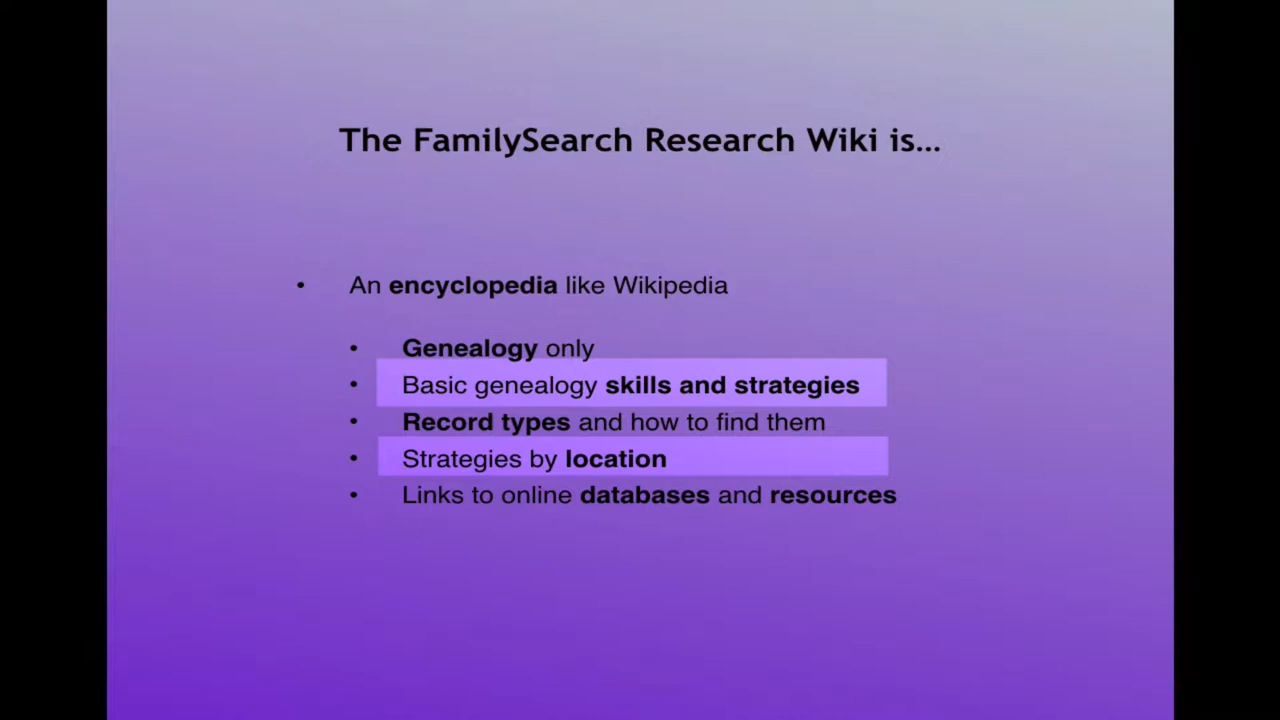 The FamilySearch Research Wiki is...
• An encyclopedia like Wikipedia
• Genealogy only
• Basic genealogy skills and strategies
• Record types and how to find them
• Strategies by location
• Links to online databases and resources